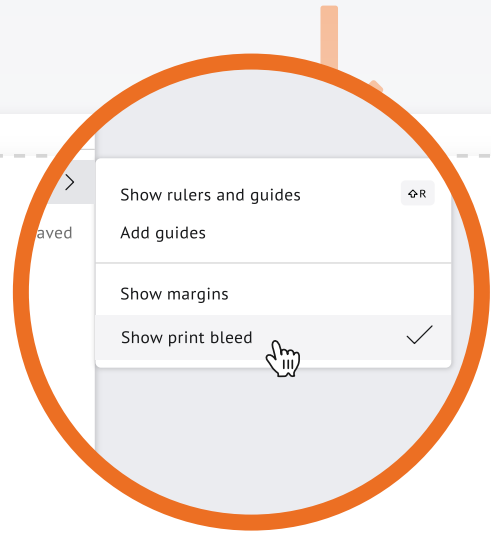 Show rulers and guides ⇧R
aved
Add guides
Show margins
Show print bleed